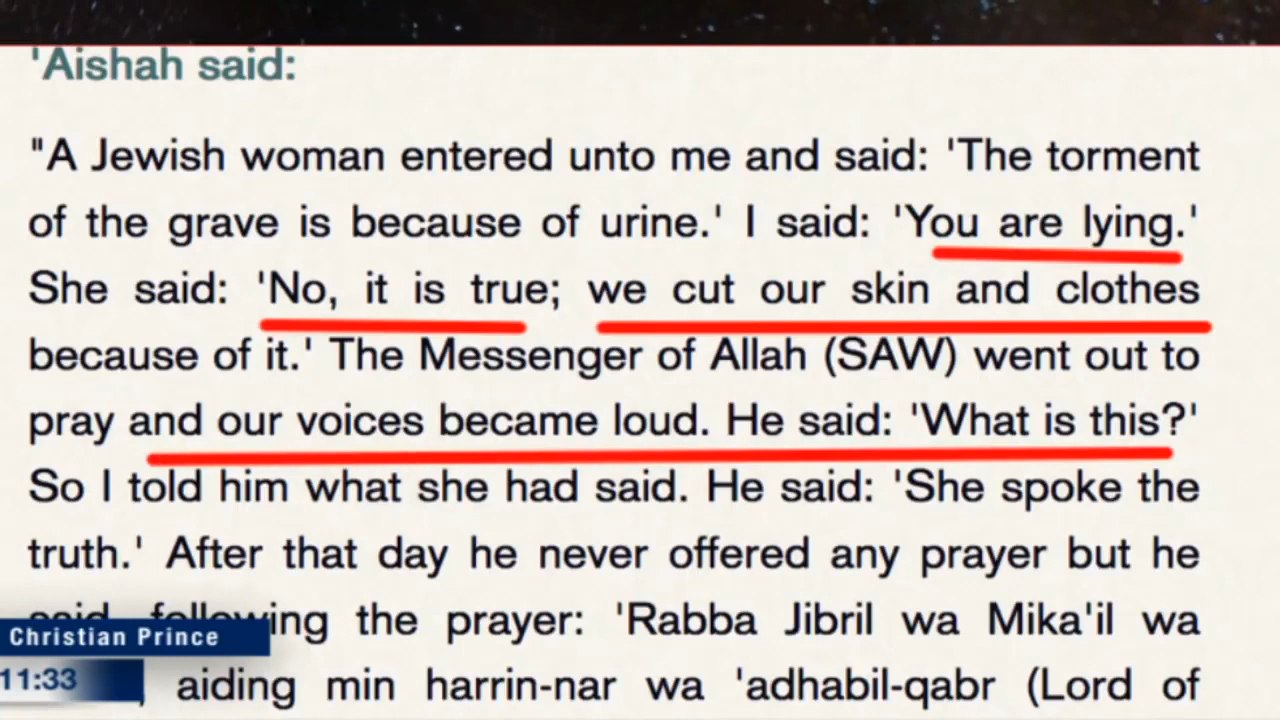 'Aishah said:
"A Jewish woman entered unto me and said: 'The torment
of the grave is because of urine.' I said: 'You are lying.'
She said: 'No, it is true; we cut our skin and clothes
because of it.' The Messenger of Allah (SAW) went out to
pray and our voices became loud. He said: 'What is this?'
So I told him what she had said. He said: 'She spoke the
truth.' After that day he never offered any prayer but he
said, following the prayer: 'Rabba Jibril wa Mika'il wa
aiding min harrin-nar wa 'adhabil-qabr (Lord of
Christian Prince
11:33